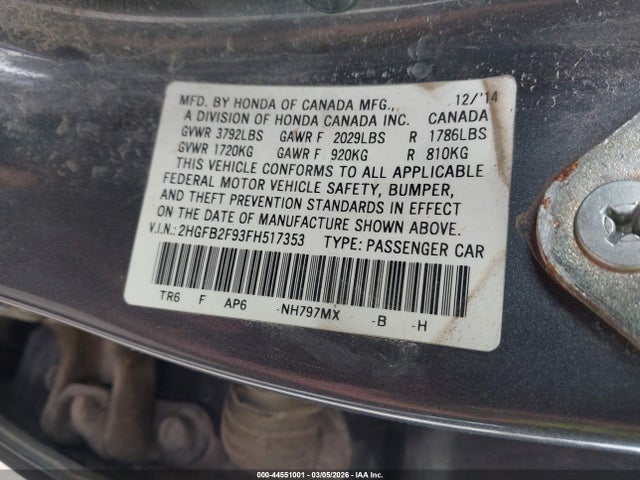 MFD. BY HONDA OF CANADA MFG., 12/'14
A DIVISION OF HONDA CANADA INC. CANADA
GVWR 3792LBS GAWR F 2029LBS R 1786LBS
GVWR 1720KG GAWR F 920KG R 810KG
THIS VEHICLE CONFORMS TO ALL APPLICABLE
FEDERAL MOTOR VEHICLE SAFETY, BUMPER,
AND THEFT PREVENTION STANDARDS IN EFFECT
ON THE DATE OF MANUFACTURE SHOWN ABOVE.
V.I.N.: 2HGFB2F93FH517353 TYPE: PASSENGER CAR
TR6 F AP6 -NH797MX -B -H
000-44551001 - 03/05/2026 - IAA Inc.